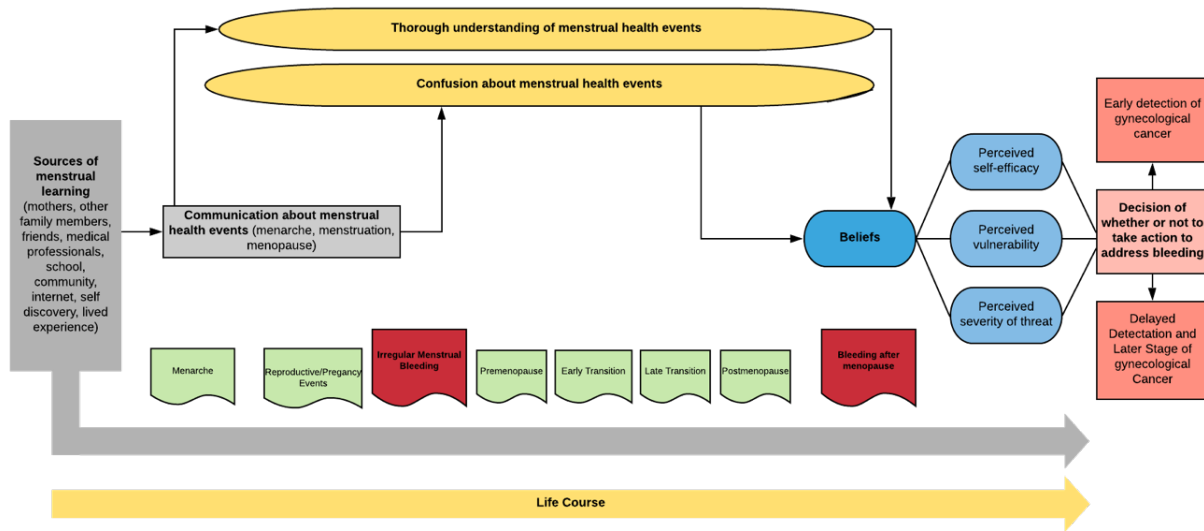 Thorough understanding of menstrual health events
Confusion about menstrual health events
Sources of
menstrual
learning
(mothers, other
family members,
friends, medical
professionals,
school,
community,
internet, self
discovery, lived
experience)
Communication about menstrual
health events (menarche, menstruation,
menopause)
Beliefs
Perceived
self-efficacy
Perceived
vulnerability
Perceived
severity of threat
Early detection of
gynecological
cancer
Decision of
whether or not to
take action to
address bleeding
Delayed
Detectation and
Later Stage of
gynecological
Cancer
Menarche
Reproductive/Pregancy
Events
Irregular Menstrual
Bleeding
Premenopause
Early Transition
Late Transition
Postmenopause
Bleeding after
menopause
Life Course